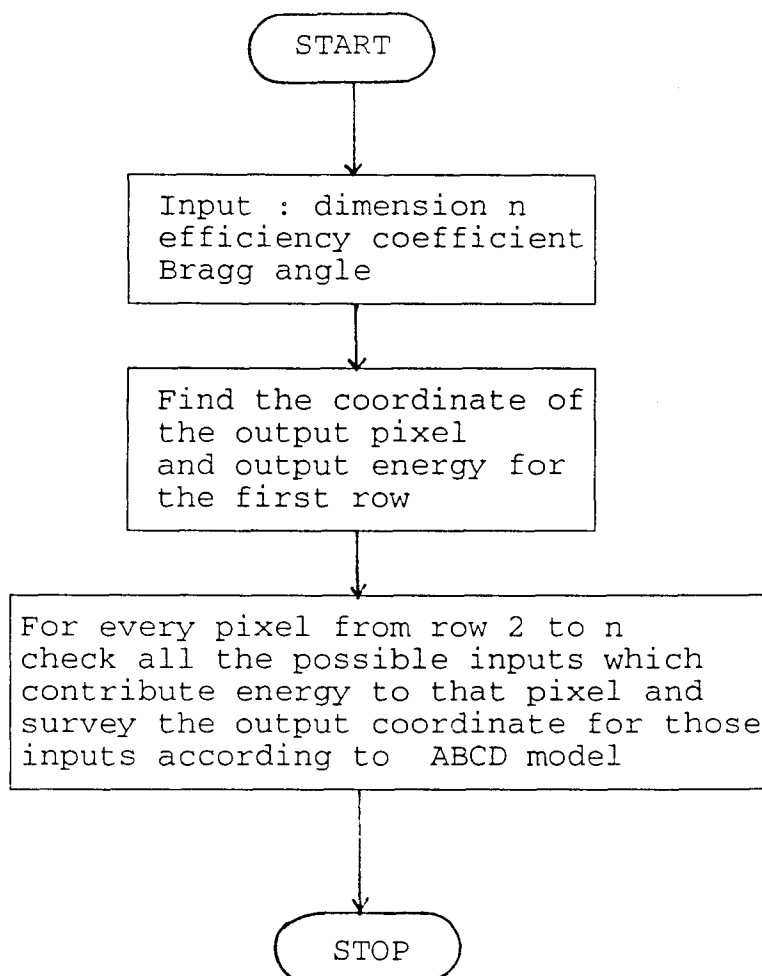 START
Input : dimension n
efficiency coefficient
Bragg angle
Find the coordinate of
the output pixel
and output energy for
the first row
For every pixel from row 2 to n
check all the possible inputs which
contribute energy to that pixel and
survey the output coordinate for those
inputs according to ABCD model
STOP